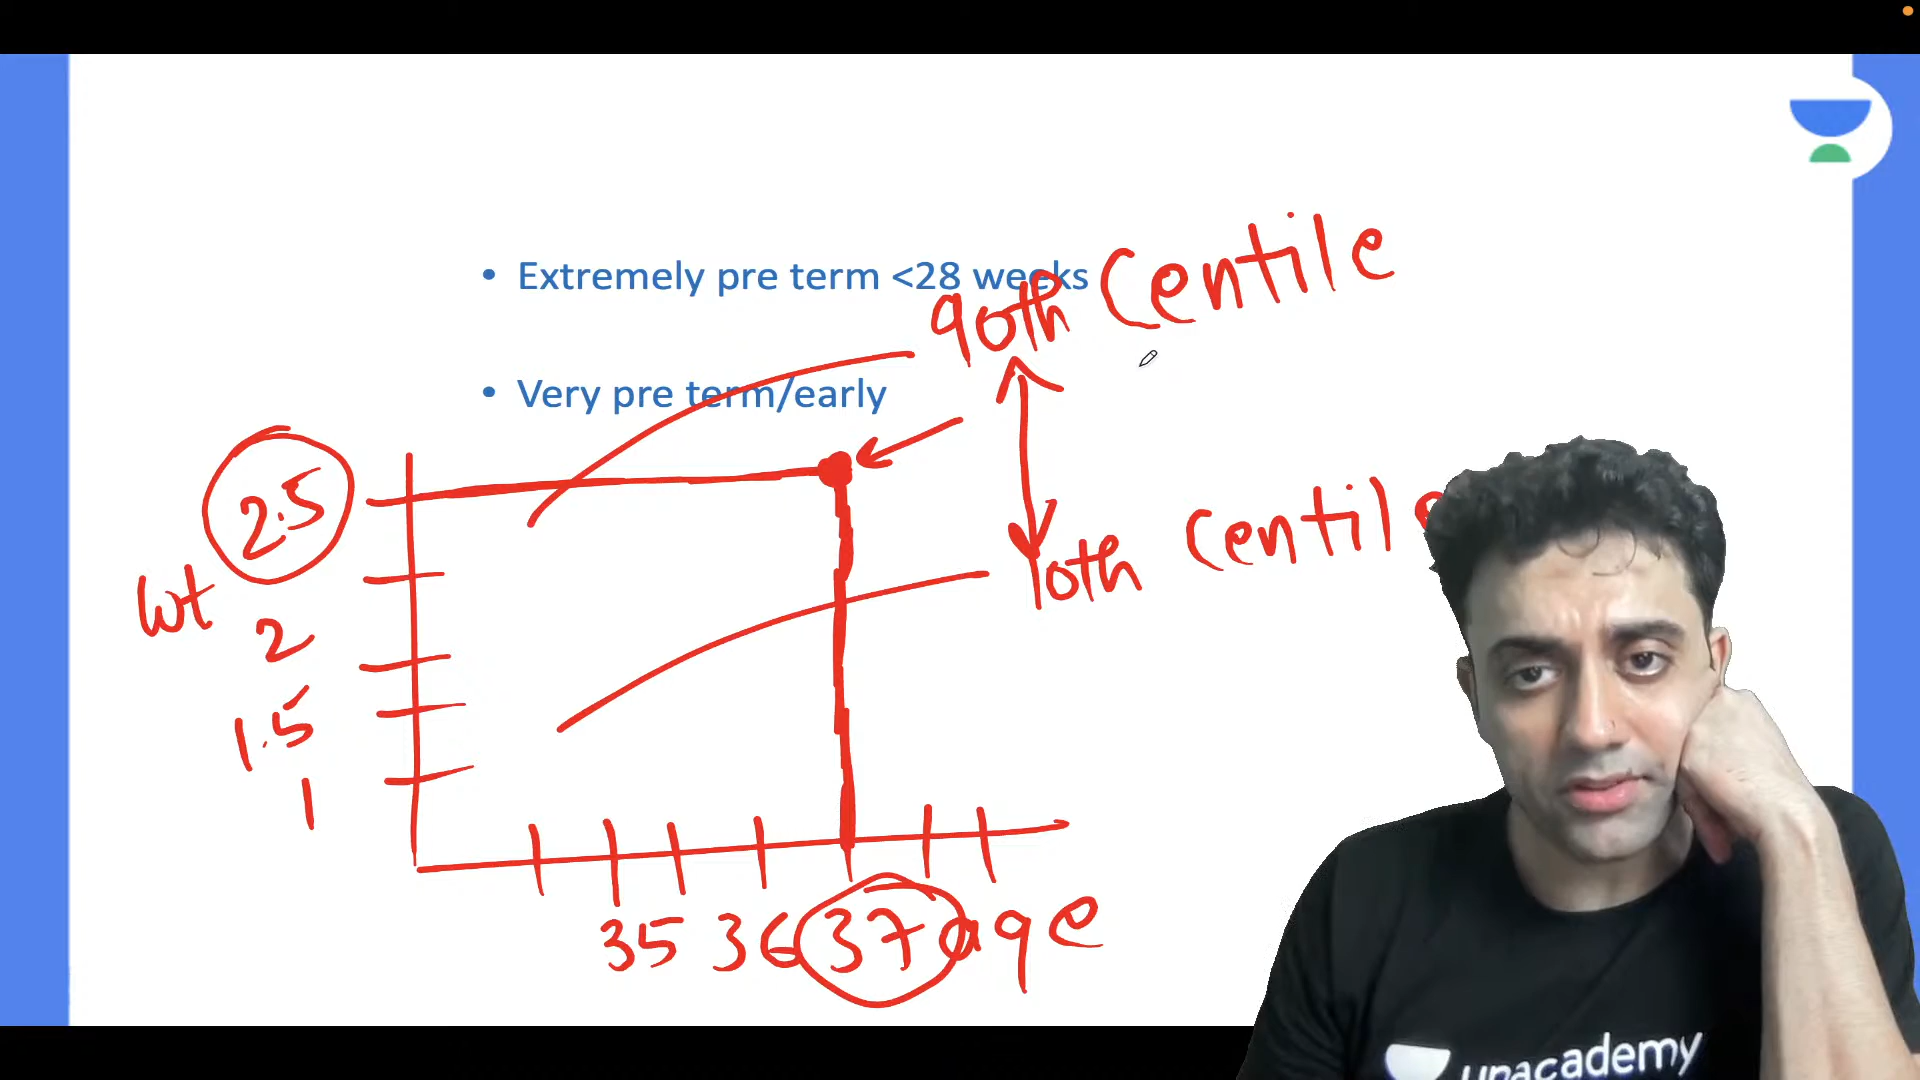 • Extremely pre term <28 weeks
90th Centile
• Very pre term/early
2.5
10th Centile
wt
2
1.5
1
35 36 37 age
unacademy